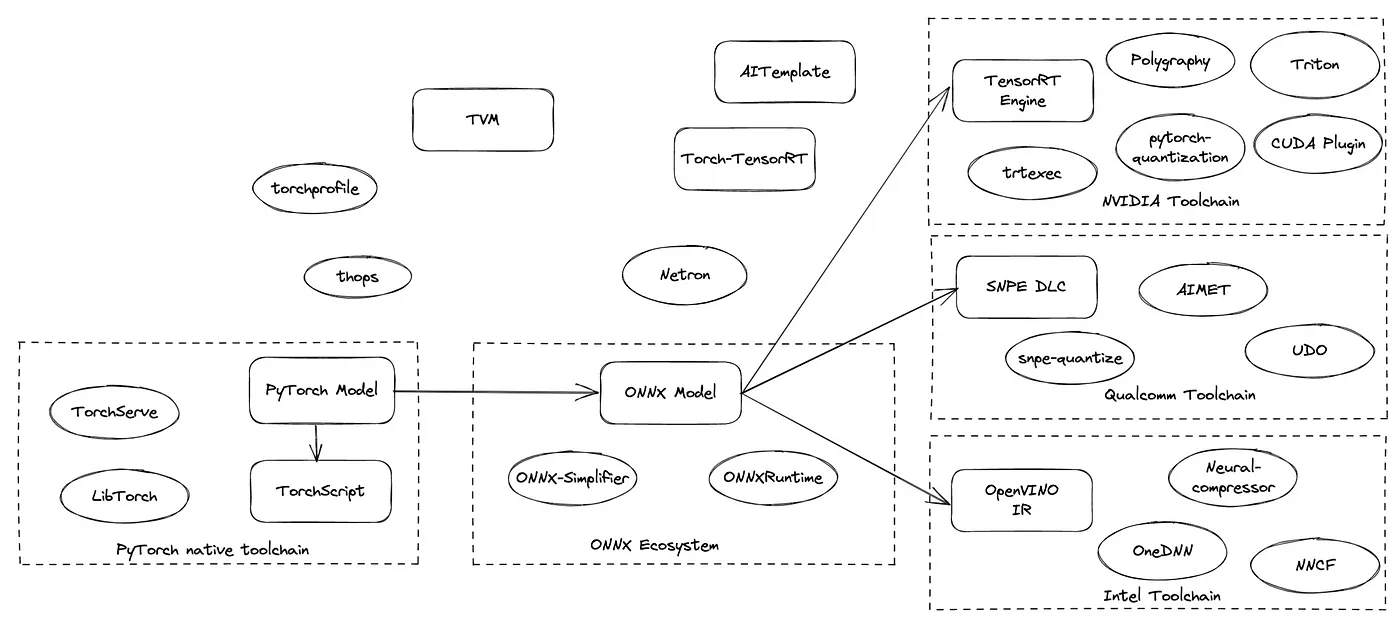 AITemplate
TVM
Torch-TensorRT
torchprofile
thops
Netron
TorchServe
PyTorch Model
LibTorch
TorchScript
PyTorch native toolchain
ONNX Model
ONNX-Simplifier
ONNXRuntime
ONNX Ecosystem
TensorRT
Engine
Polygraphy
Triton
trtexec
pytorch-
quantization
CUDA Plugin
NVIDIA Toolchain
SNPE DLC
AIMET
snpe-quantize
UDO
Qualcomm Toolchain
OpenVINO
IR
Neural-
compressor
OneDNN
NNCF
Intel Toolchain